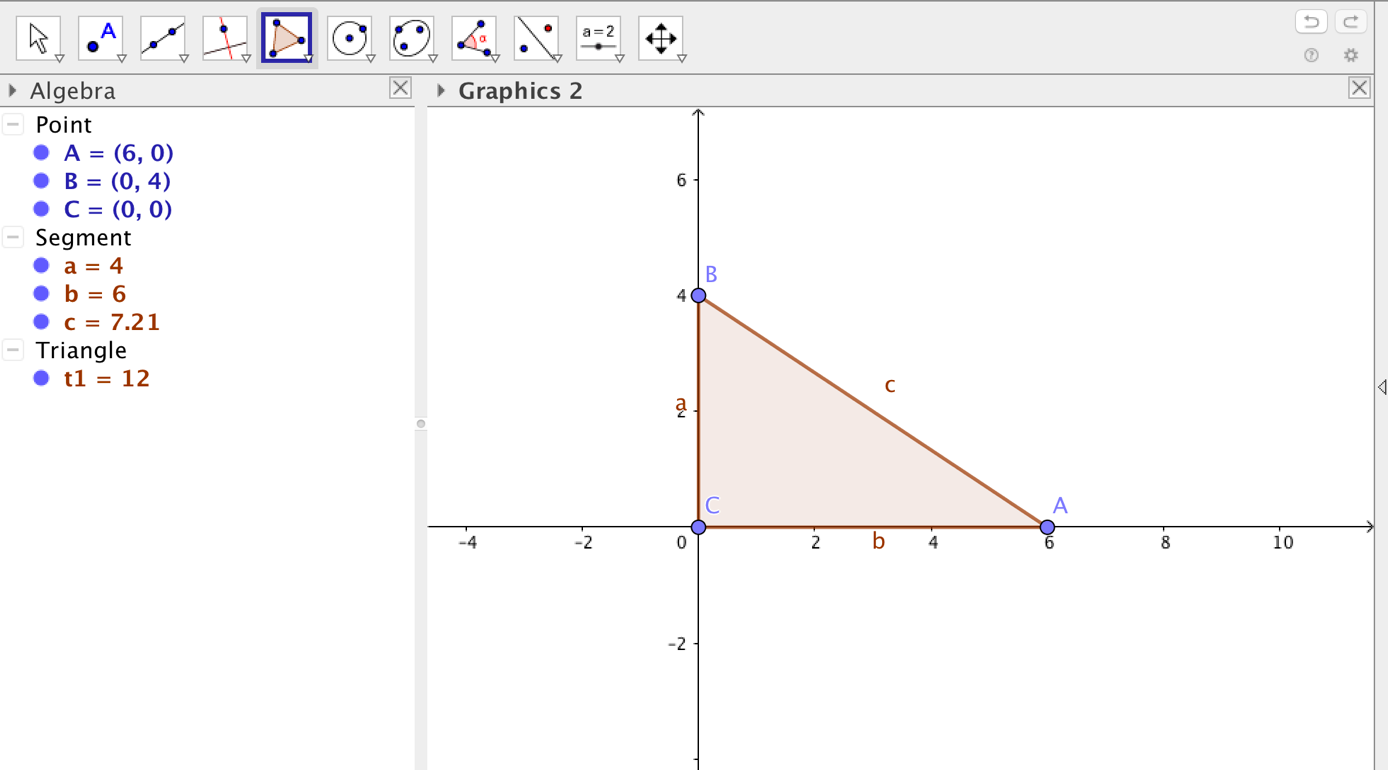 A
α
a=2
Algebra
Graphics 2
Point
A = (6, 0)
B = (0, 4)
C = (0, 0)
Segment
a = 4
b = 6
c = 7.21
Triangle
t1 = 12
6
B
4
c
a
2
C
A
-4
-2
0
2
b
4
6
8
10
-2